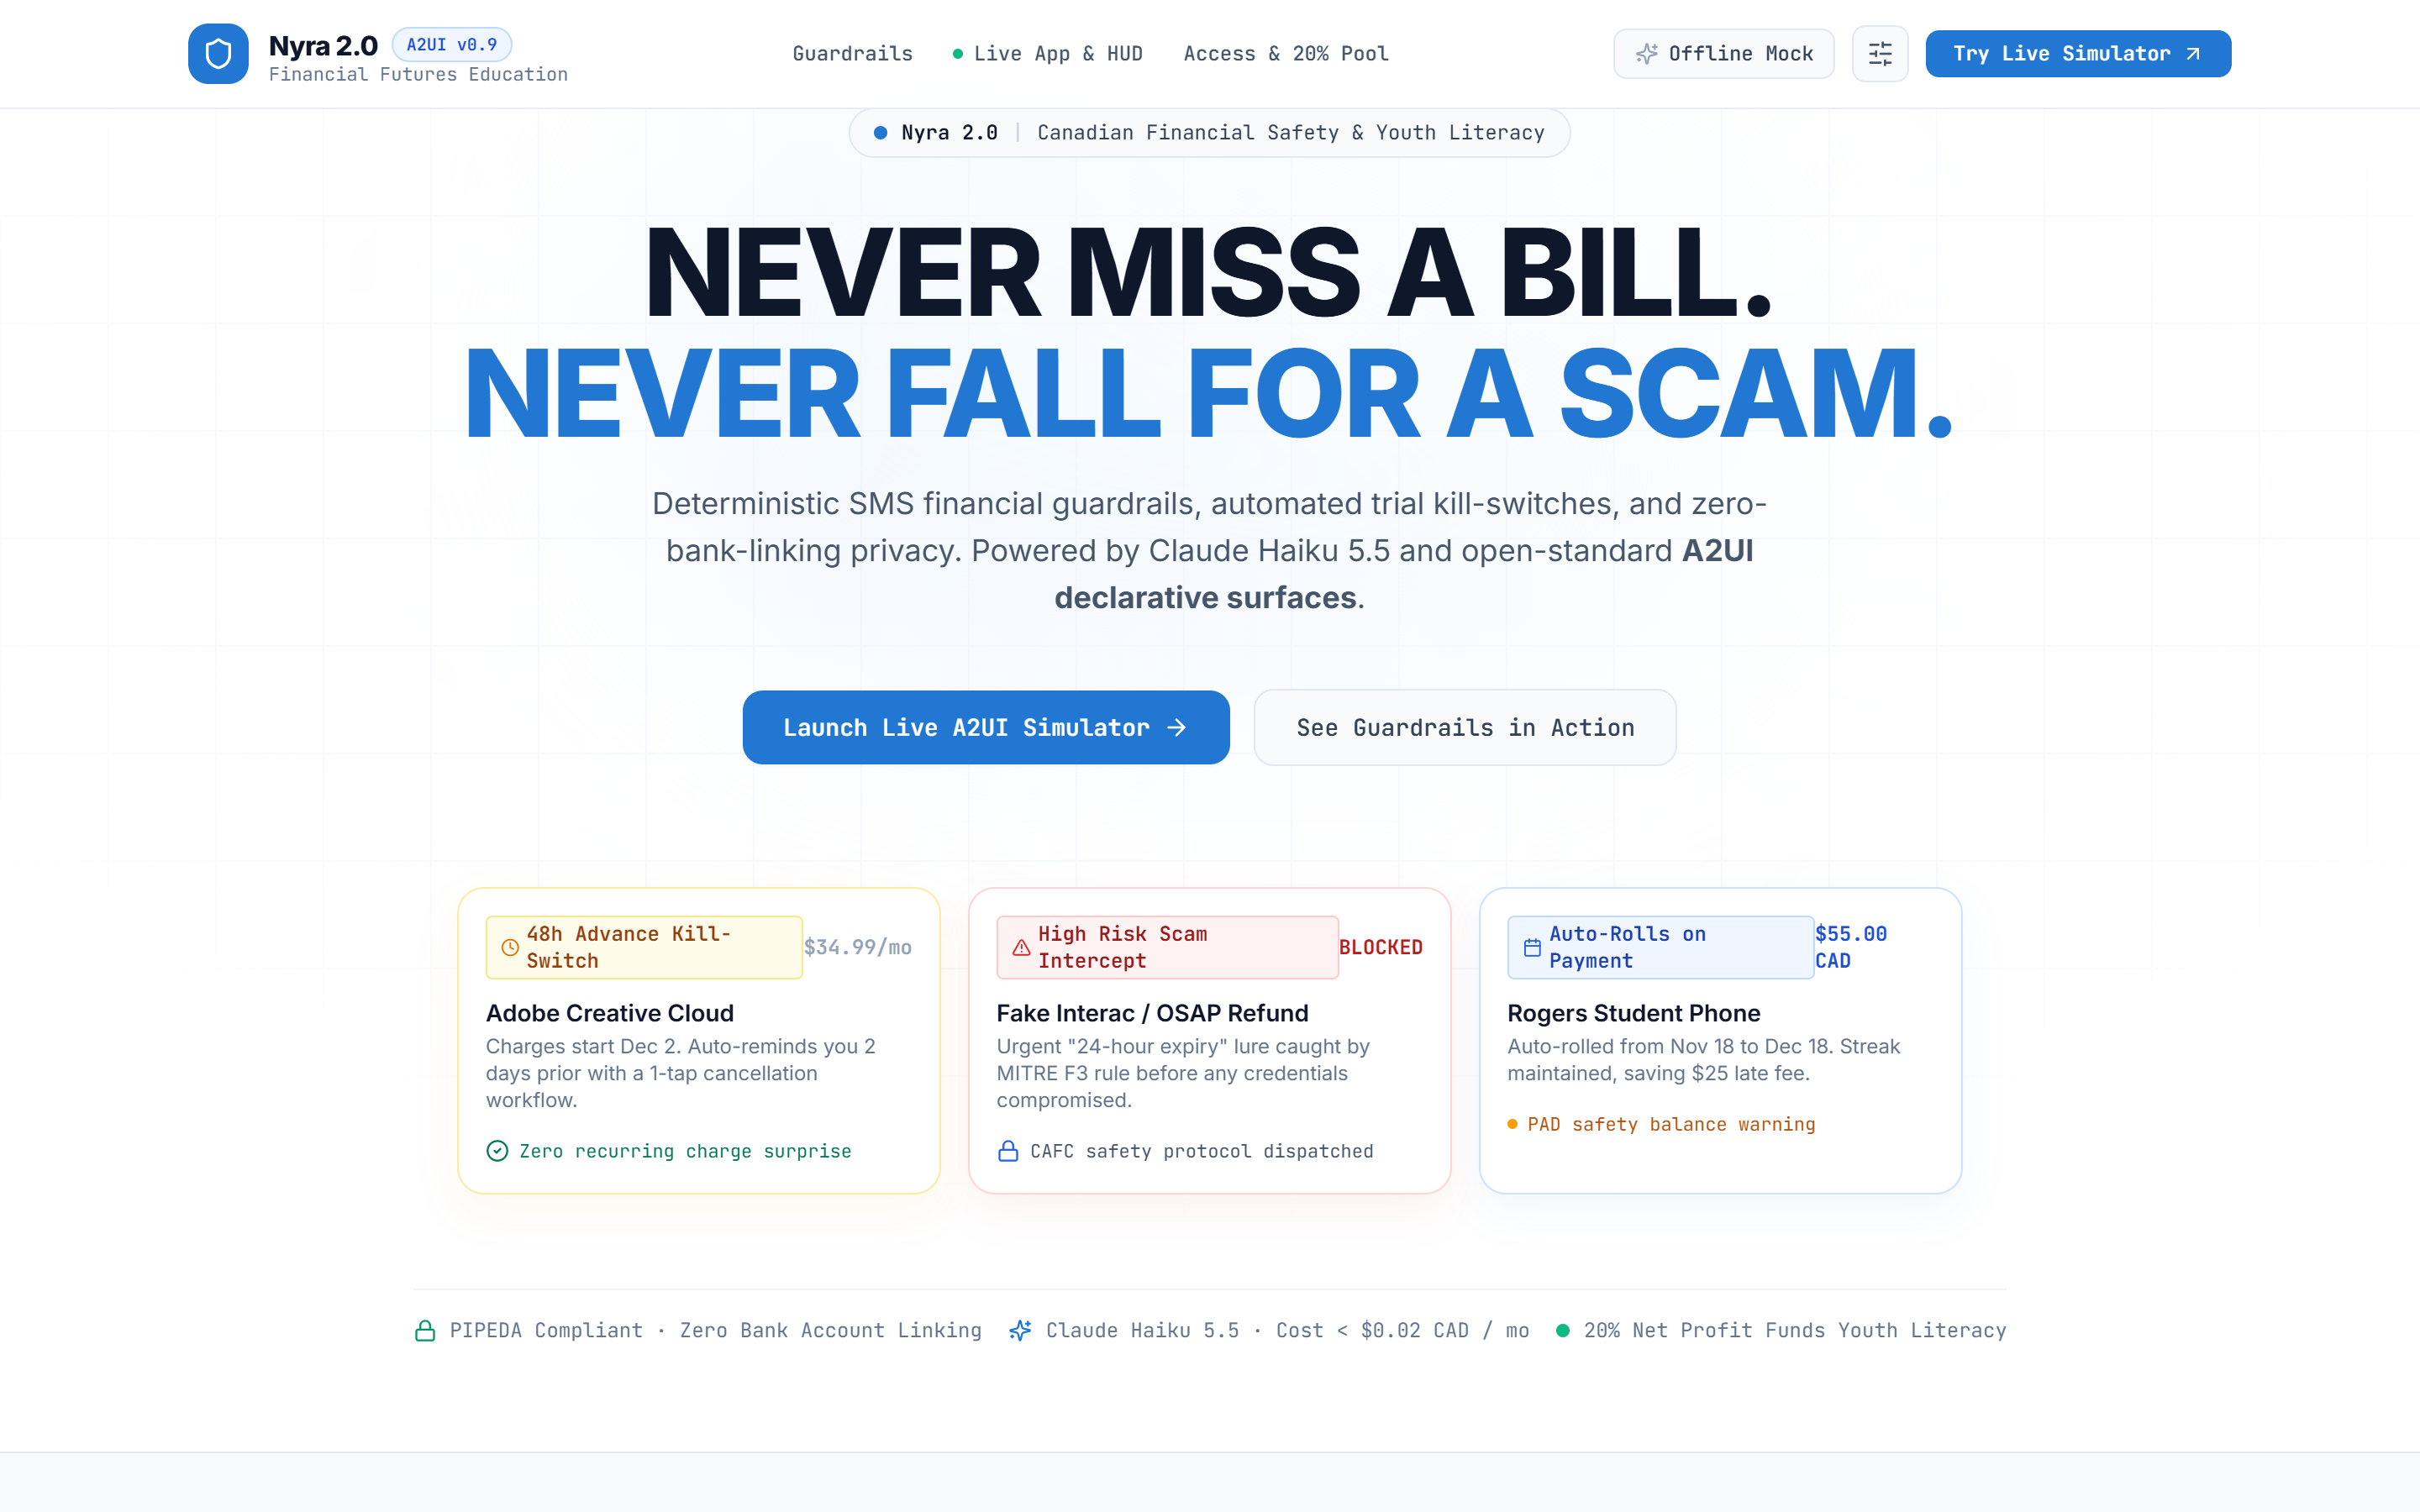 Nyra 2.0 A2UI v0.9
Financial Futures Education
Guardrails
Live App & HUD
Access & 20% Pool
Offline Mock
Try Live Simulator
Nyra 2.0 | Canadian Financial Safety & Youth Literacy
NEVER MISS A BILL.
NEVER FALL FOR A SCAM.
Deterministic SMS financial guardrails, automated trial kill-switches, and zero-
bank-linking privacy. Powered by Claude Haiku 5.5 and open-standard A2UI
declarative surfaces.
Launch Live A2UI Simulator →
See Guardrails in Action
48h Advance Kill-
Switch
$34.99/mo
Adobe Creative Cloud
Charges start Dec 2. Auto-reminds you 2
days prior with a 1-tap cancellation
workflow.
Zero recurring charge surprise
High Risk Scam
Intercept
BLOCKED
Fake Interac / OSAP Refund
Urgent "24-hour expiry" lure caught by
MITRE F3 rule before any credentials
compromised.
CAFC safety protocol dispatched
Auto-Rolls on
Payment
$55.00
CAD
Rogers Student Phone
Auto-rolled from Nov 18 to Dec 18. Streak
maintained, saving $25 late fee.
PAD safety balance warning
PIPEDA Compliant · Zero Bank Account Linking
Claude Haiku 5.5 · Cost < $0.02 CAD / mo
20% Net Profit Funds Youth Literacy